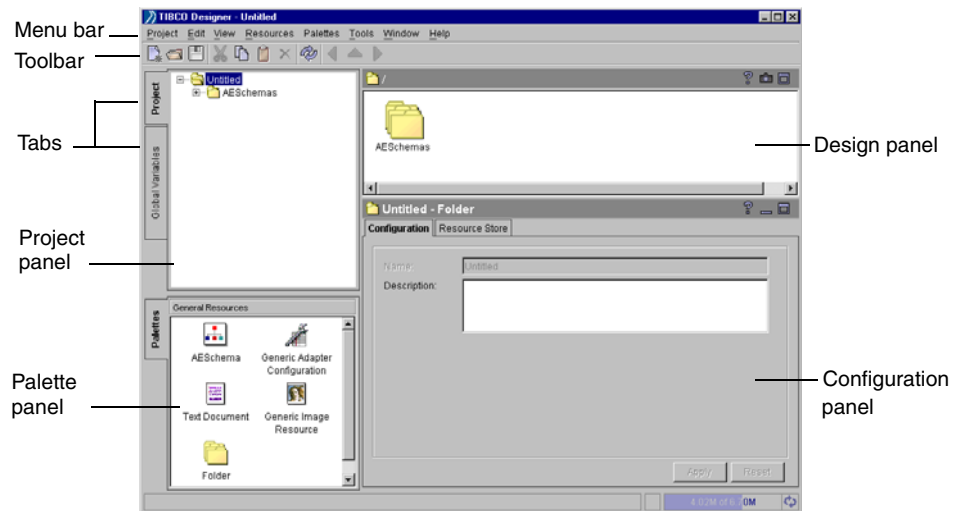 TIBCO Designer - Untitled
Menu bar
Project Edit View Resources Palettes Tools Window Help
Toolbar
Tabs
Project
Global Variables
Untitled
AESchemas
/
AESchemas
Design panel
Project
panel
Untitled - Folder
Configuration Resource Store
Name: Untitled
Description:
Palettes
General Resources
AESchema
Generic Adapter
Configuration
Text Document
Generic Image
Resource
Folder
Palette
panel
Configuration
panel
Apply Reset